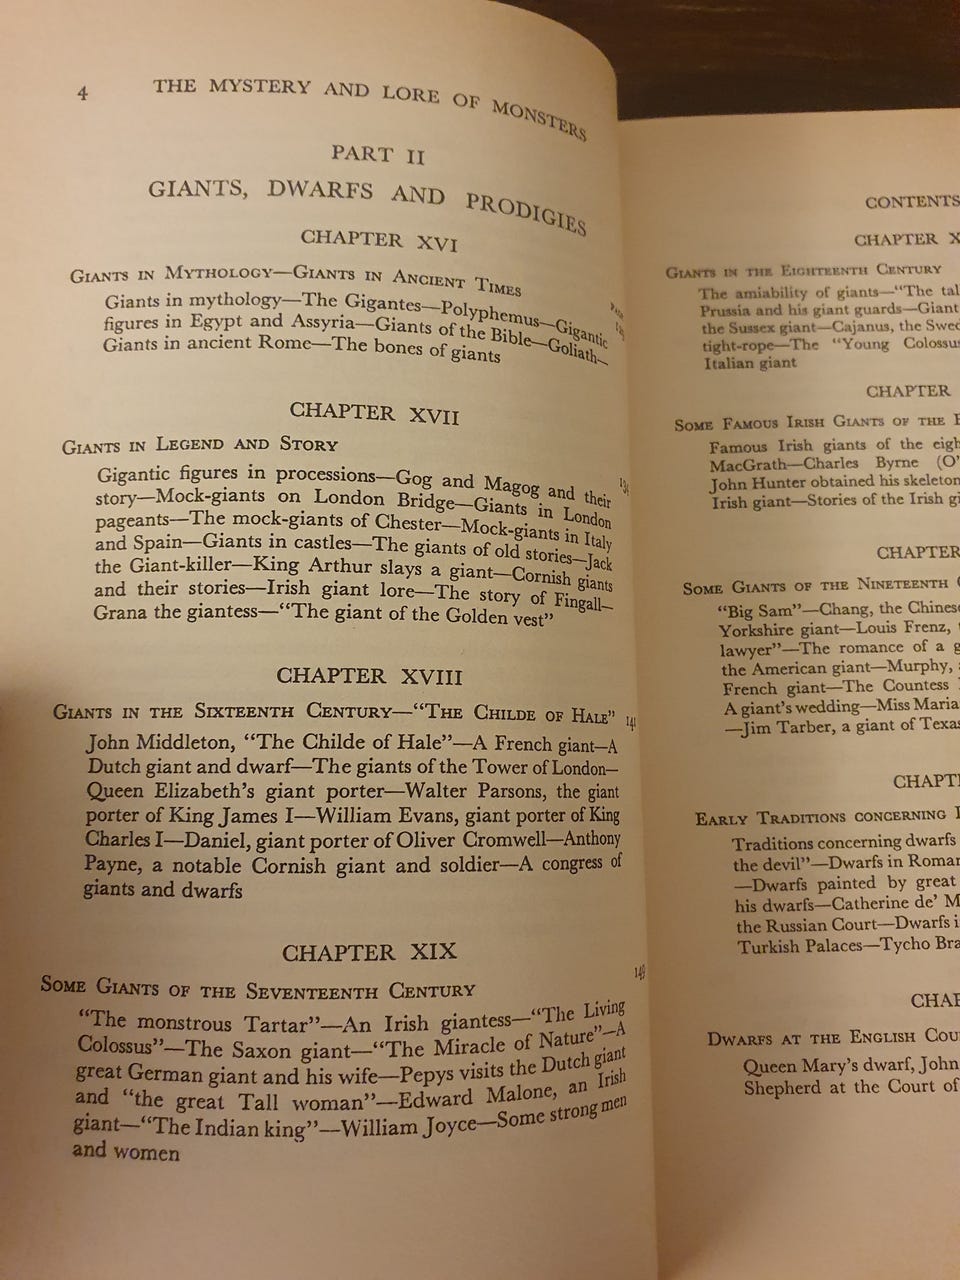 4 THE MYSTERY AND LORE OF MONSTERS
PART II
GIANTS, DWARFS AND PRODIGIES
CHAPTER XVI
GIANTS IN MYTHOLOGY—GIANTS IN ANCIENT TIMES
Giants in mythology—The Gigantes—Polyphemus—Gigantic
figures in Egypt and Assyria—Giants of the Bible—Goliath—
Giants in ancient Rome—The bones of giants
CHAPTER XVII
GIANTS IN LEGEND AND STORY
Gigantic figures in processions—Gog and Magog and their
story—Mock-giants on London Bridge—Giants in London
pageants—The mock-giants of Chester—Mock-giants in Italy
and Spain—Giants in castles—The giants of old stories—Jack
the Giant-killer—King Arthur slays a giant—Cornish giants
and their stories—Irish giant lore—The story of Fingall—
Grana the giantess—“The giant of the Golden vest”
CHAPTER XVIII
GIANTS IN THE SIXTEENTH CENTURY—“THE CHILDE OF HALE” 141
John Middleton, “The Childe of Hale”—A French giant—A
Dutch giant and dwarf—The giants of the Tower of London—
Queen Elizabeth’s giant porter—Walter Parsons, the giant
porter of King James I—William Evans, giant porter of King
Charles I—Daniel, giant porter of Oliver Cromwell—Anthony
Payne, a notable Cornish giant and soldier—A congress of
giants and dwarfs
CHAPTER XIX
SOME GIANTS OF THE SEVENTEENTH CENTURY 149
“The monstrous Tartar”—An Irish giantess—“The Living
Colossus”—The Saxon giant—“The Miracle of Nature”—A
great German giant and his wife—Pepys visits the Dutch giant
and “the great Tall woman”—Edward Malone, an Irish
giant—“The Indian king”—William Joyce—Some strong men
and women
CONTENTS
CHAPTER X
GIANTS IN THE EIGHTEENTH CENTURY
The amiability of giants—“The tal
Prussia and his giant guards—Giant
the Sussex giant—Cajanus, the Swed
tight-rope—The “Young Colossus
Italian giant
CHAPTER
SOME FAMOUS IRISH GIANTS OF THE
Famous Irish giants of the eigh
MacGrath—Charles Byrne (O’
John Hunter obtained his skeleton
Irish giant—Stories of the Irish gi
CHAPTER
SOME GIANTS OF THE NINETEENTH
“Big Sam”—Chang, the Chines
Yorkshire giant—Louis Frenz,
lawyer”—The romance of a g
the American giant—Murphy,
French giant—The Countess
A giant’s wedding—Miss Maria
—Jim Tarber, a giant of Texas
CHAPT
EARLY TRADITIONS CONCERNING
Traditions concerning dwarfs
the devil”—Dwarfs in Roman
—Dwarfs painted by great
his dwarfs—Catherine de’ M
the Russian Court—Dwarfs i
Turkish Palaces—Tycho Bra
CHAP
DWARFS AT THE ENGLISH COU
Queen Mary’s dwarf, John
Shepherd at the Court of